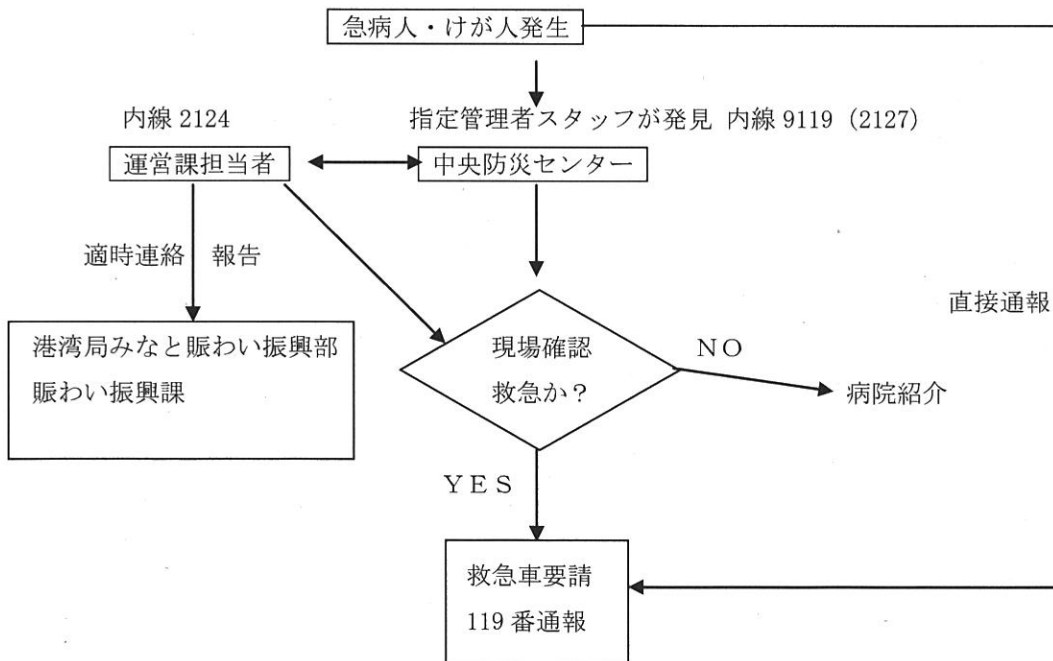 急病人・けが人発生
内線 2124
指定管理者スタッフが発見 内線 9119（2127）
運営課担当者
中央防災センター
適時連絡 報告
直接通報
港湾局みなと賑わい振興部
賑わい振興課
現場確認
救急か？
NO
病院紹介
YES
救急車要請
119 番通報